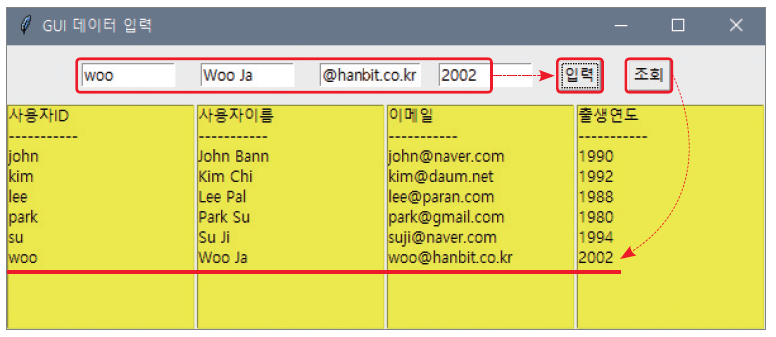 GUI 데이터 입력
woo Woo Ja @hanbit.co.kr 2002 입력 조회
사용자ID 사용자이름 이메일 출생연도
----------- ----------- ----------- -----------
john John Bann john@naver.com 1990
kim Kim Chi kim@daum.net 1992
lee Lee Pal lee@paran.com 1988
park Park Su park@gmail.com 1980
su Su Ji suji@naver.com 1994
woo Woo Ja woo@hanbit.co.kr 2002